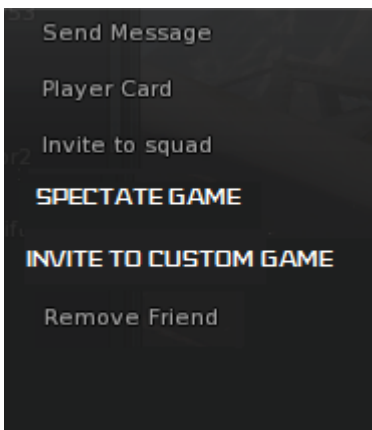 Send Message
Player Card
Invite to squad
SPECTATE GAME
INVITE TO CUSTOM GAME
Remove Friend